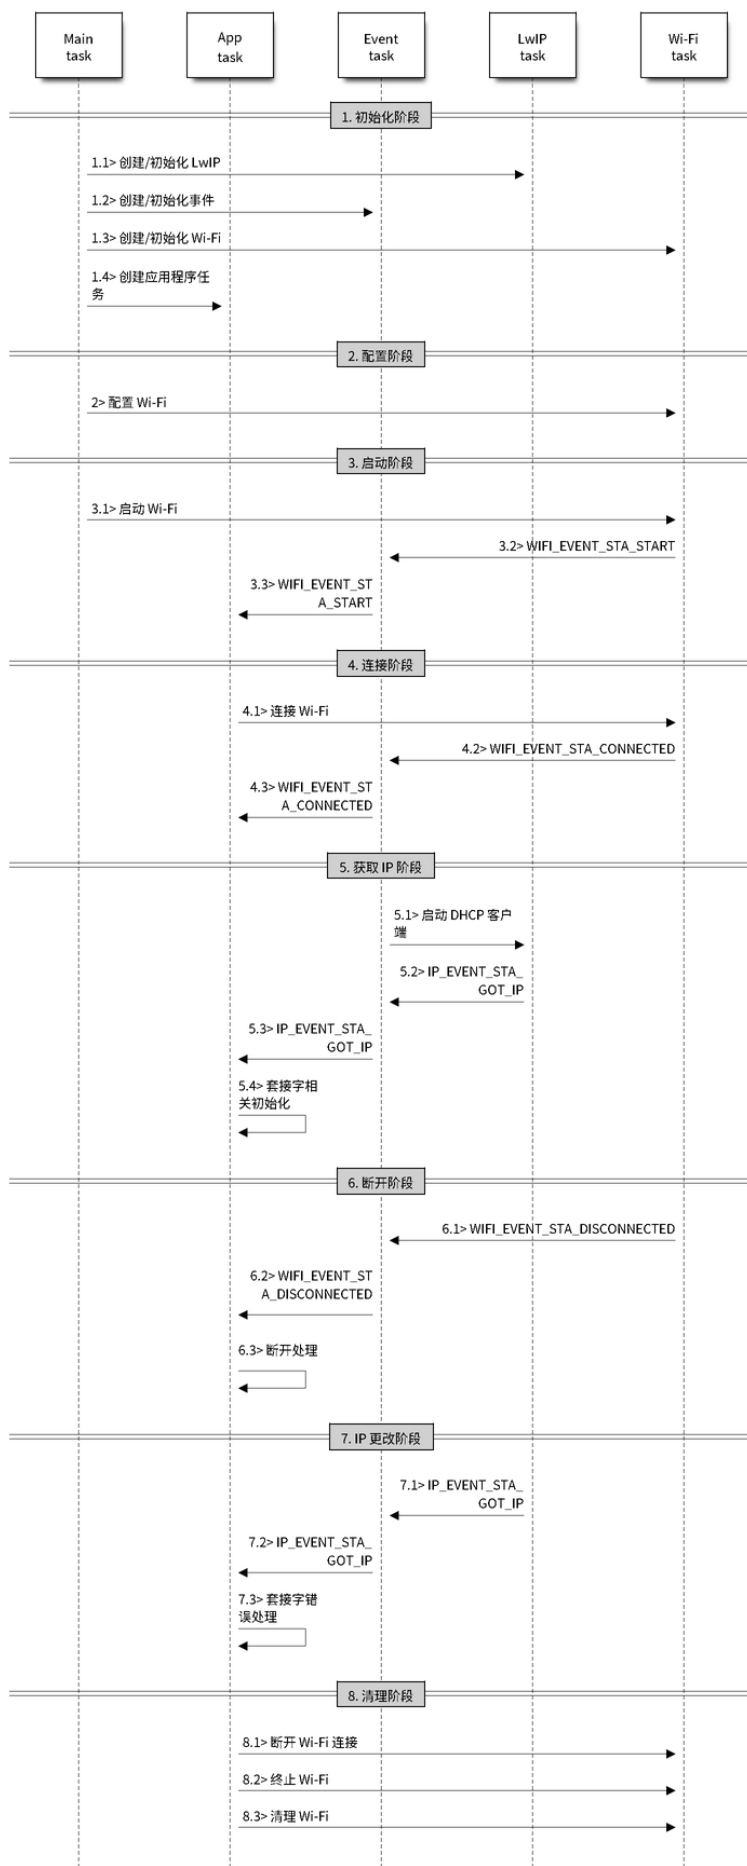 Main
task
App
task
Event
task
LwIP
task
Wi-Fi
task
1. 初始化阶段
1.1> 创建/初始化 LwIP
1.2> 创建/初始化事件
1.3> 创建/初始化 Wi-Fi
1.4> 创建应用程序任
务
2. 配置阶段
2> 配置 Wi-Fi
3. 启动阶段
3.1> 启动 Wi-Fi
3.2> WIFI_EVENT_STA_START
3.3> WIFI_EVENT_ST
A_START
4. 连接阶段
4.1> 连接 Wi-Fi
4.2> WIFI_EVENT_STA_CONNECTED
4.3> WIFI_EVENT_ST
A_CONNECTED
5. 获取 IP 阶段
5.1> 启动 DHCP 客户
端
5.2> IP_EVENT_STA_
GOT_IP
5.3> IP_EVENT_STA_
GOT_IP
5.4> 套接字相
关初始化
6. 断开阶段
6.1> WIFI_EVENT_STA_DISCONNECTED
6.2> WIFI_EVENT_ST
A_DISCONNECTED
6.3> 断开处理
7. IP 更改阶段
7.1> IP_EVENT_STA_
GOT_IP
7.2> IP_EVENT_STA_
GOT_IP
7.3> 套接字错
误处理
8. 清理阶段
8.1> 断开 Wi-Fi 连接
8.2> 终止 Wi-Fi
8.3> 清理 Wi-Fi